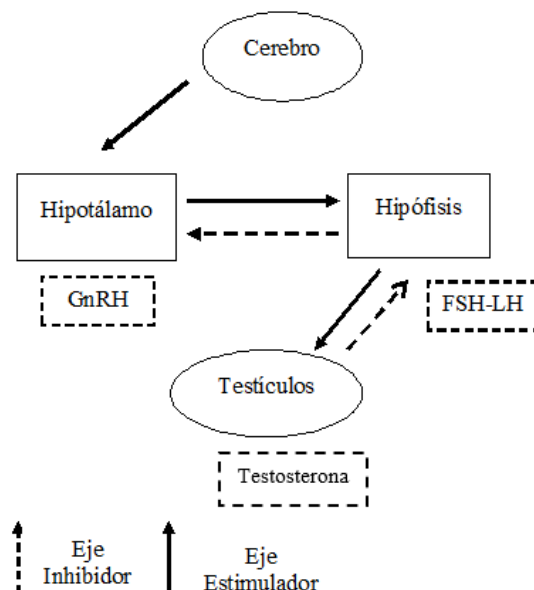 Cerebro
Hipotálamo
Hipófisis
GnRH
FSH-LH
Testículos
Testosterona
Eje
Inhibidor
Eje
Estimulador